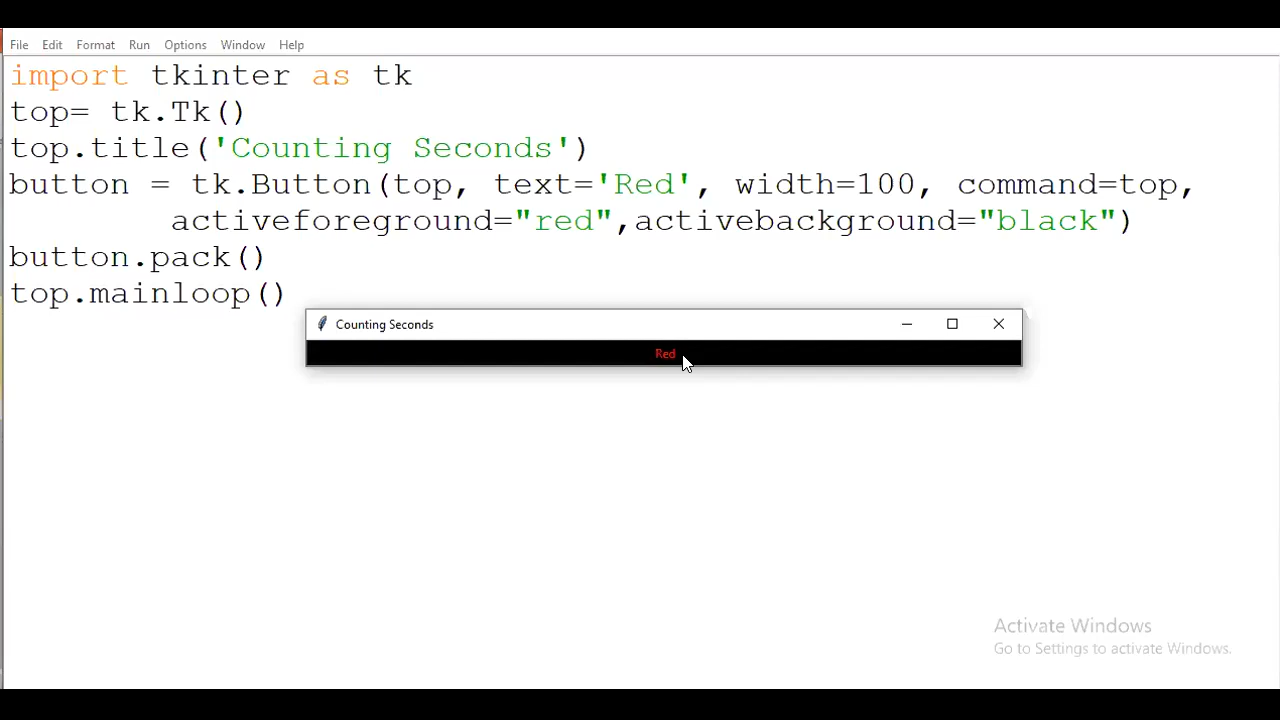 File Edit Format Run Options Window Help
import tkinter as tk
top= tk.Tk()
top.title('Counting Seconds')
button = tk.Button(top, text='Red', width=100, command=top,
activeforeground="red",activebackground="black")
button.pack()
top.mainloop()
Counting Seconds
Red
Activate Windows
Go to Settings to activate Windows.